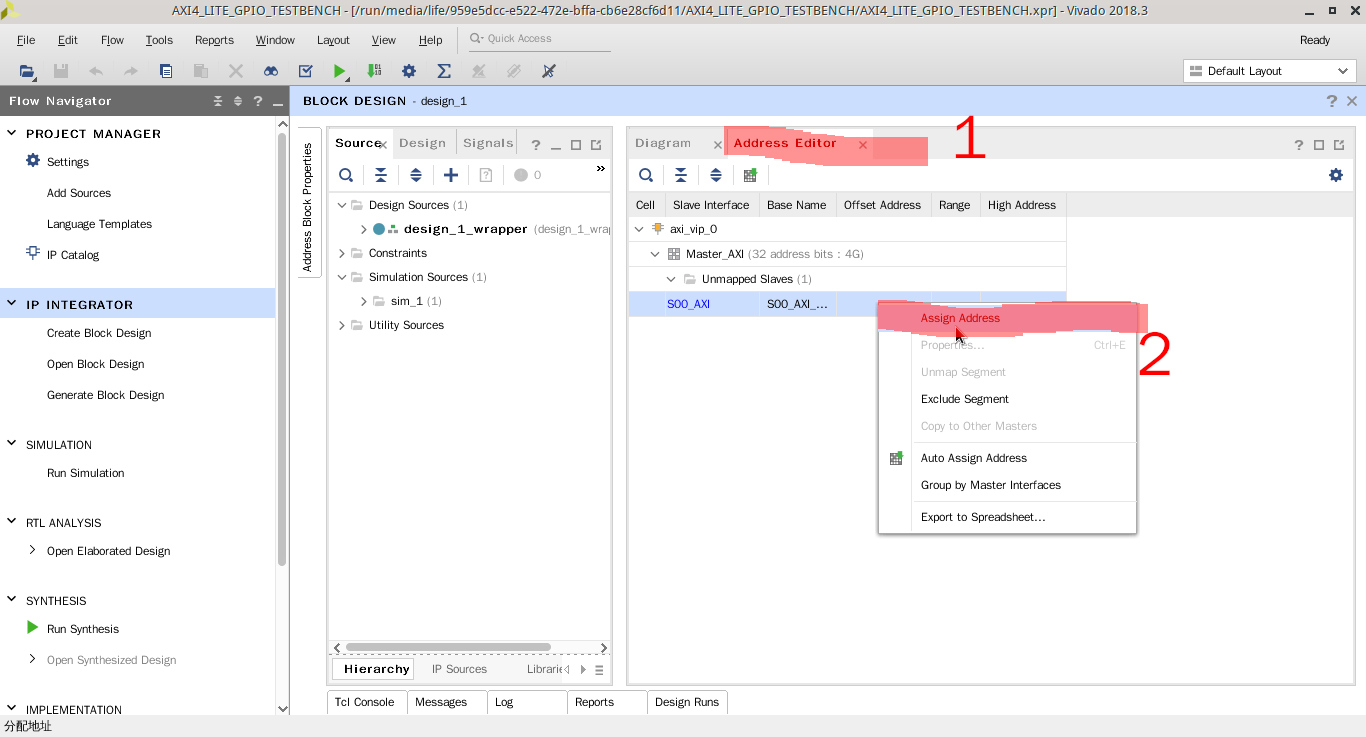 AXI4_LITE_GPIO_TESTBENCH - [/run/media/life/959e5dcc-e522-472e-bffa-cb6e28cf6d11/AXI4_LITE_GPIO_TESTBENCH/AXI4_LITE_GPIO_TESTBENCH.xpr] - Vivado 2018.3
File Edit Flow Tools Reports Window Layout View Help Quick Access Ready
Default Layout
Flow Navigator
BLOCK DESIGN - design_1
PROJECT MANAGER
Settings
Add Sources
Language Templates
IP Catalog
IP INTEGRATOR
Create Block Design
Open Block Design
Generate Block Design
SIMULATION
Run Simulation
RTL ANALYSIS
Open Elaborated Design
SYNTHESIS
Run Synthesis
Open Synthesized Design
IMPLEMENTATION
Address Block Properties
Source Design Signals
0
Design Sources (1)
design_1_wrapper (design_1_wrap
Constraints
Simulation Sources (1)
sim_1 (1)
Utility Sources
Hierarchy IP Sources Librarie
Diagram Address Editor 1
Cell Slave Interface Base Name Offset Address Range High Address
axi_vip_0
Master_AXI (32 address bits : 4G)
Unmapped Slaves (1)
S00_AXI S00_AXI_...
Assign Address
Properties... Ctrl+E
2
Unmap Segment
Exclude Segment
Copy to Other Masters
Auto Assign Address
Group by Master Interfaces
Export to Spreadsheet...
Tcl Console Messages Log Reports Design Runs
分配地址